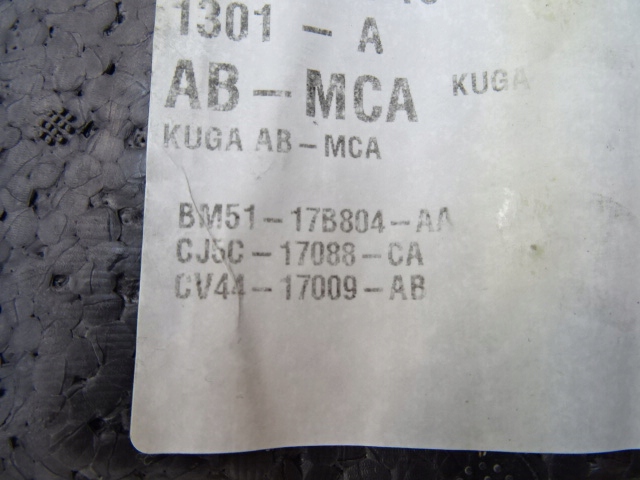 1301 - A
AB-MCA KUGA
KUGA AB-MCA
BM51-17B804-AA
CJ5C-17088-CA
CV44-17009-AB